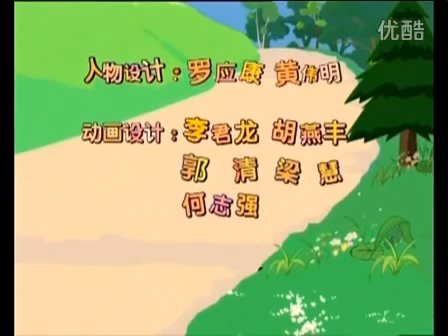 优酷
人物设计：罗应康 黄伟明
动画设计：李君龙 胡燕丰
郭 清 梁 慧
何志强